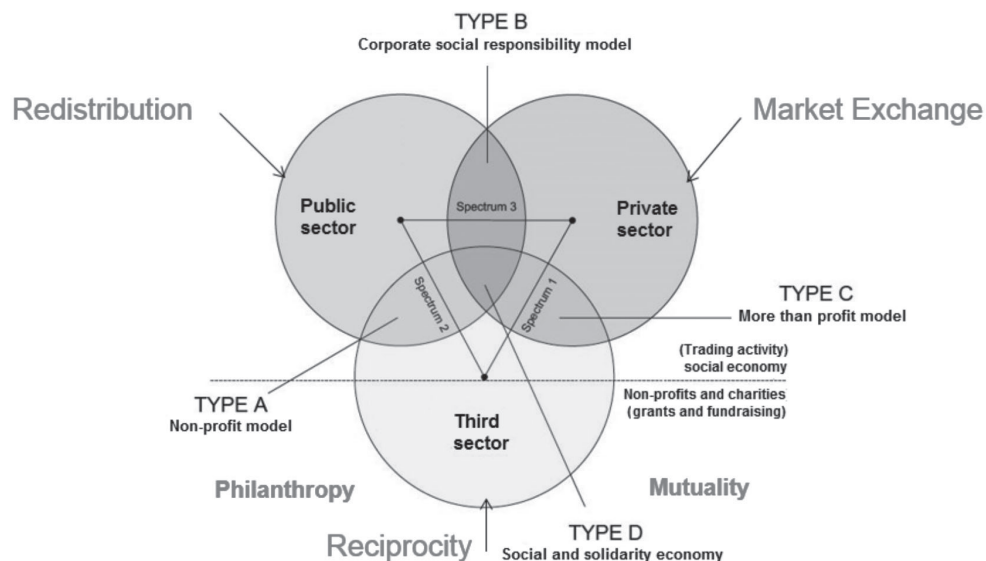 TYPE B
Corporate social responsibility model
Redistribution
Market Exchange
Public
sector
Spectrum 3
Private
sector
Spectrum 2
Spectrum 1
TYPE C
More than profit model
(Trading activity)
social economy
Non-profits and charities
(grants and fundraising)
TYPE A
Non-profit model
Third
sector
Philanthropy
Mutuality
Reciprocity
TYPE D
Social and solidarity economy